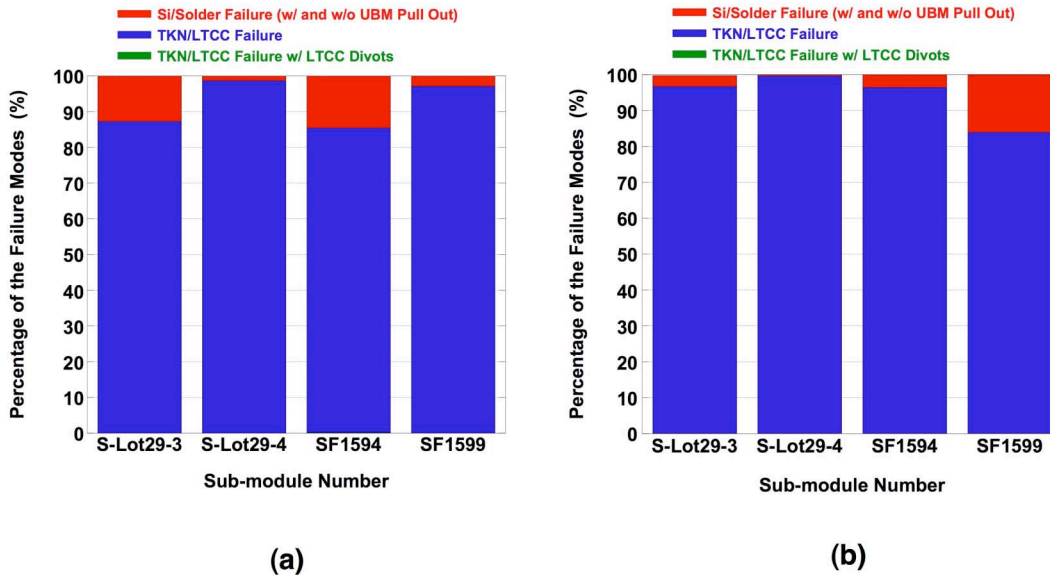 Si/Solder Failure (w/ and w/o UBM Pull Out)
TKN/LTCC Failure
TKN/LTCC Failure w/ LTCC Divots
Percentage of the Failure Modes (%)
100
90
80
70
60
50
40
30
20
10
0
S-Lot29-3 S-Lot29-4 SF1594 SF1599
Sub-module Number
(a)
Si/Solder Failure (w/ and w/o UBM Pull Out)
TKN/LTCC Failure
TKN/LTCC Failure w/ LTCC Divots
Percentage of the Failure Modes (%)
100
90
80
70
60
50
40
30
20
10
0
S-Lot29-3 S-Lot29-4 SF1594 SF1599
Sub-module Number
(b)